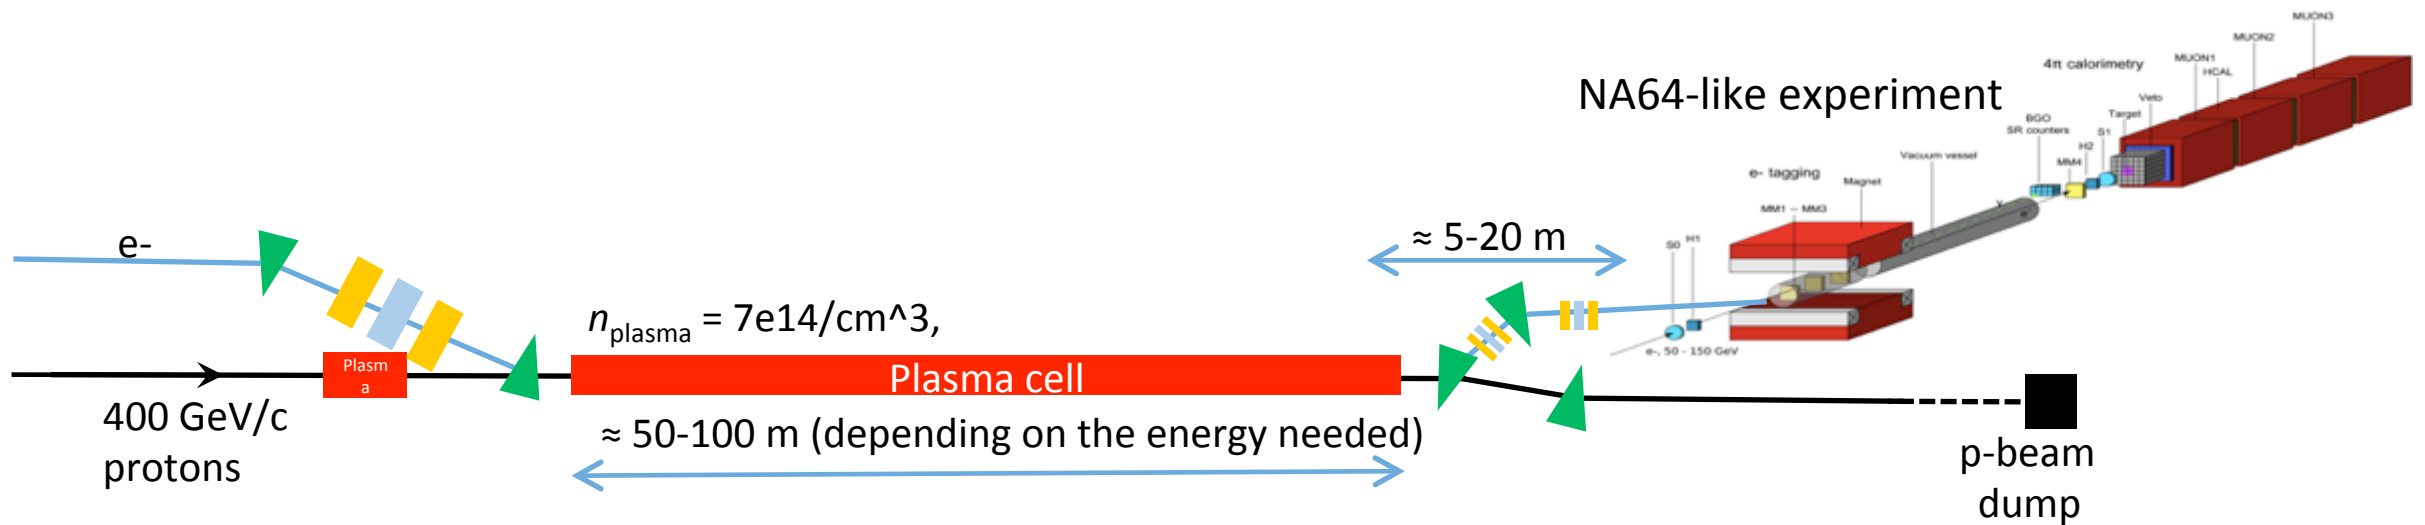 e-
400 GeV/c
protons
Plasm
a
nplasma = 7e14/cm^3,
Plasma cell
≈ 50-100 m (depending on the energy needed)
≈ 5-20 m
NA64-like experiment
p-beam
dump
e-, 50 - 150 GeV
S0
H1
MM1 – MM3
e- tagging
Magnet
Vacuum vessel
γ
e-
BGO
SR counters
MM4
H2
S1
Target
Veto
4π calorimetry
MUON1
HCAL
MUON2
MUON3